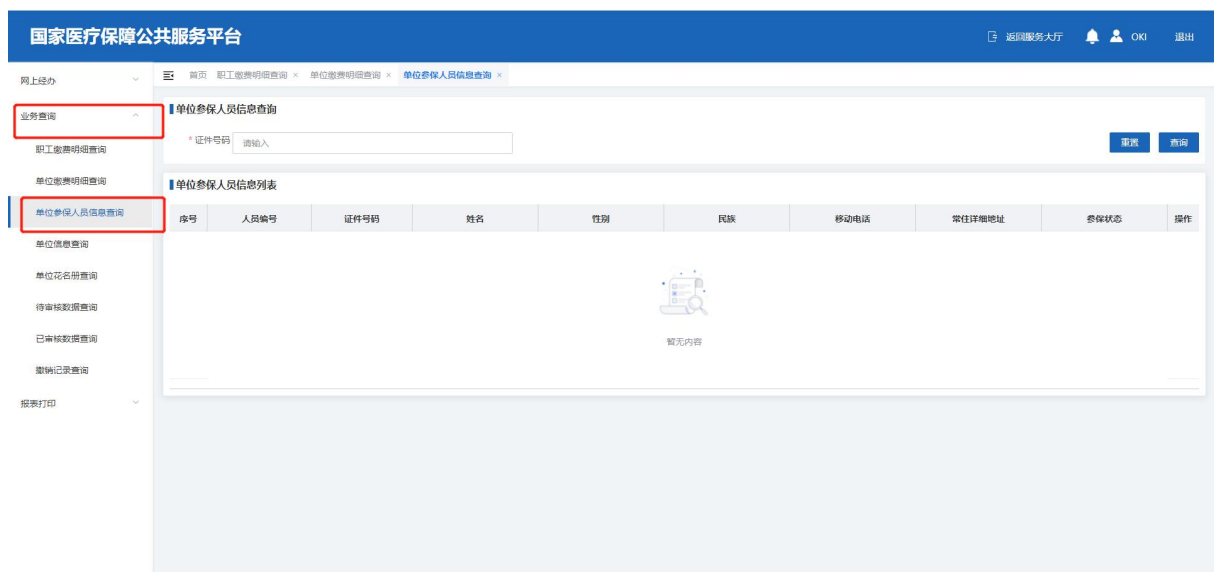 国家医疗保障公共服务平台
返回服务大厅 OKI 退出
网上经办
业务查询
职工缴费明细查询
单位缴费明细查询
单位参保人员信息查询
单位信息查询
单位花名册查询
待审核数据查询
已审核数据查询
撤销记录查询
报表打印
首页 职工缴费明细查询 × 单位缴费明细查询 × 单位参保人员信息查询 ×
单位参保人员信息查询
* 证件号码 请输入 重置 查询
单位参保人员信息列表
序号 人员编号 证件号码 姓名 性别 民族 移动电话 常住详细地址 参保状态 操作
暂无内容